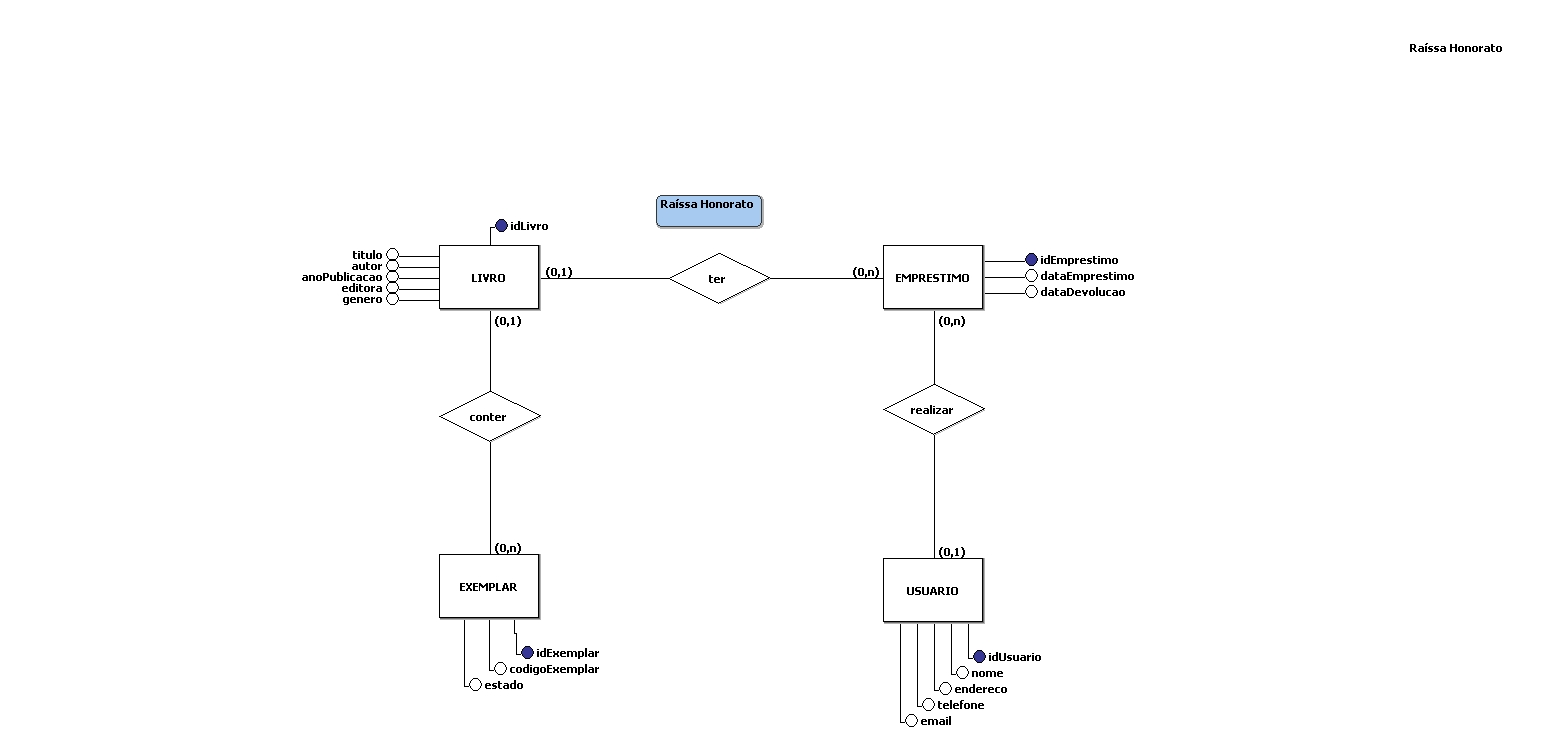 Raíssa Honorato
Raíssa Honorato
idLivro
titulo
autor
anoPublicacao
editora
genero
LIVRO
(0,1)
ter
(0,n)
EMPRESTIMO
idEmprestimo
dataEmprestimo
dataDevolucao
(0,1)
(0,n)
conter
realizar
(0,n)
(0,1)
EXEMPLAR
USUARIO
idExemplar
codigoExemplar
estado
idUsuario
nome
endereco
telefone
email